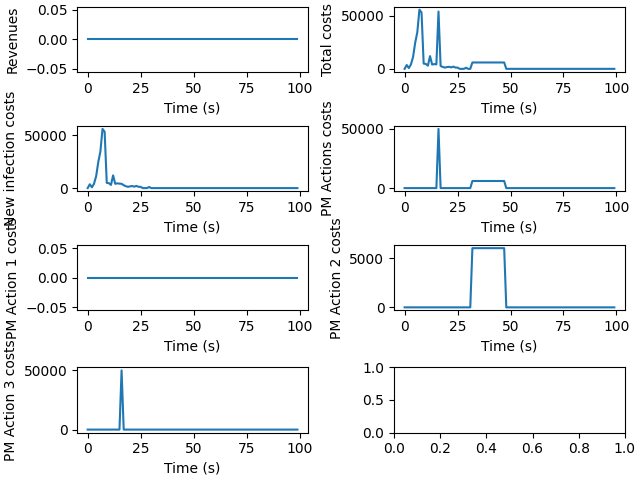 Revenues
0.05
0.00
−0.05
0 25 50 75 100
Time (s)
Total costs
50000
0
0 25 50 75 100
Time (s)
New infection costs
50000
0
0 25 50 75 100
Time (s)
PM Actions costs
50000
0
0 25 50 75 100
Time (s)
PM Action 1 costs
0.05
0.00
−0.05
0 25 50 75 100
Time (s)
PM Action 2 costs
5000
0
0 25 50 75 100
Time (s)
PM Action 3 costs
50000
0
0 25 50 75 100
Time (s)
1.0
0.5
0.0
0.0 0.2 0.4 0.6 0.8 1.0